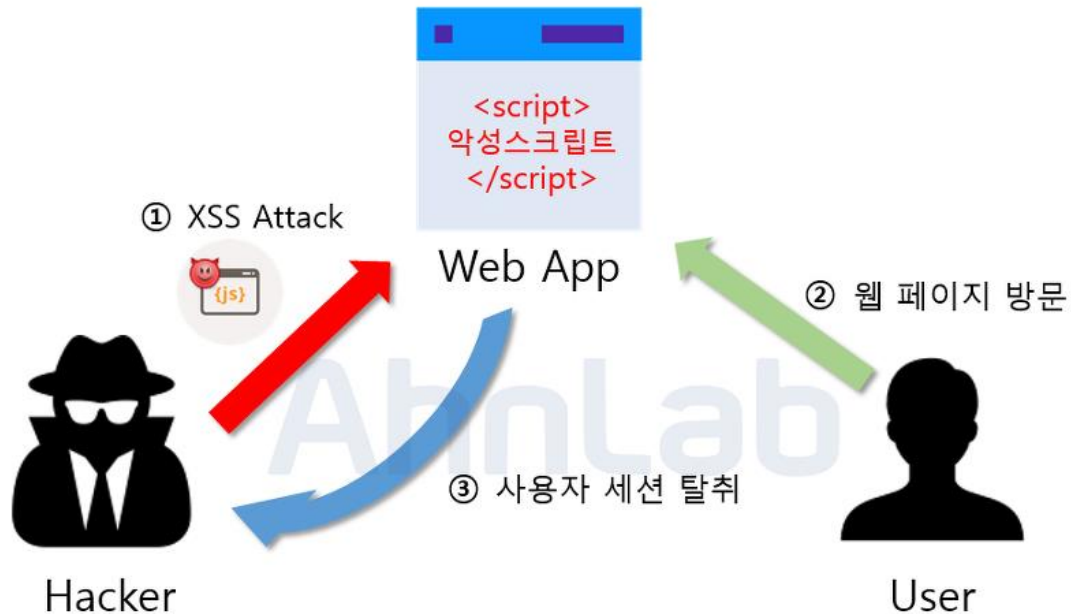 <script>
악성스크립트
</script>
① XSS Attack
{js}
Web App
② 웹 페이지 방문
AhnLab
③ 사용자 세션 탈취
Hacker
User